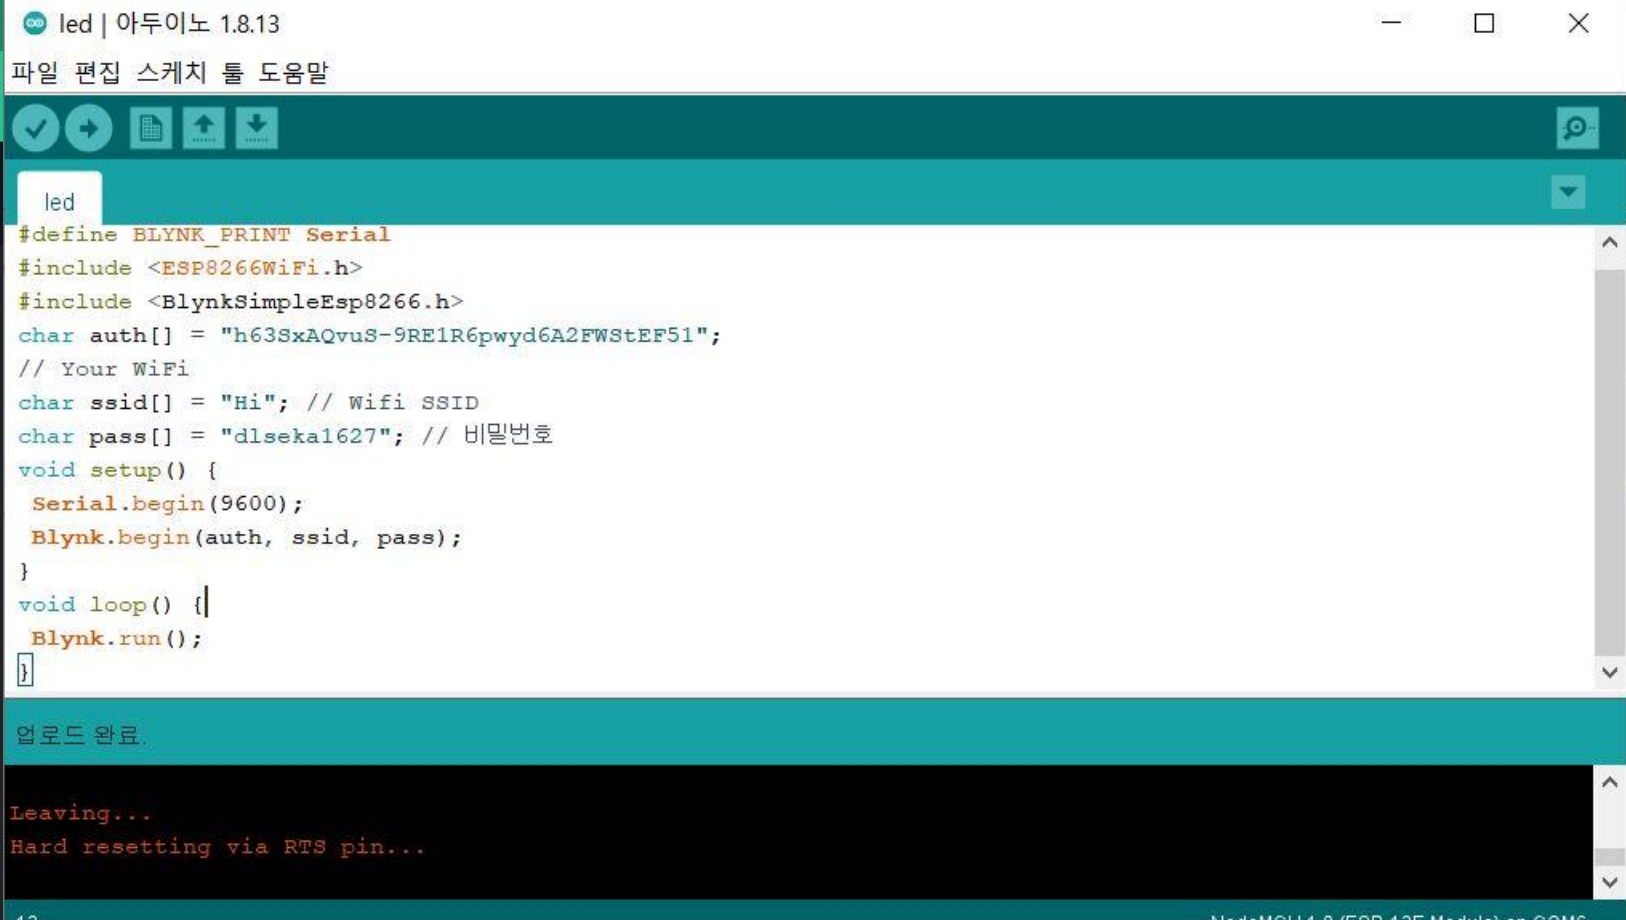 led | 아두이노 1.8.13
파일 편집 스케치 툴 도움말
led
#define BLYNK_PRINT Serial
#include <ESP8266WiFi.h>
#include <BlynkSimpleEsp8266.h>
char auth[] = "h63SxAQvuS-9RE1R6pwyd6A2FWStEF51";
// Your WiFi
char ssid[] = "Hi"; // Wifi SSID
char pass[] = "dlseka1627"; // 비밀번호
void setup() {
 Serial.begin(9600);
 Blynk.begin(auth, ssid, pass);
}
void loop() {
 Blynk.run();
}
업로드 완료.
Leaving...
Hard resetting via RTS pin...